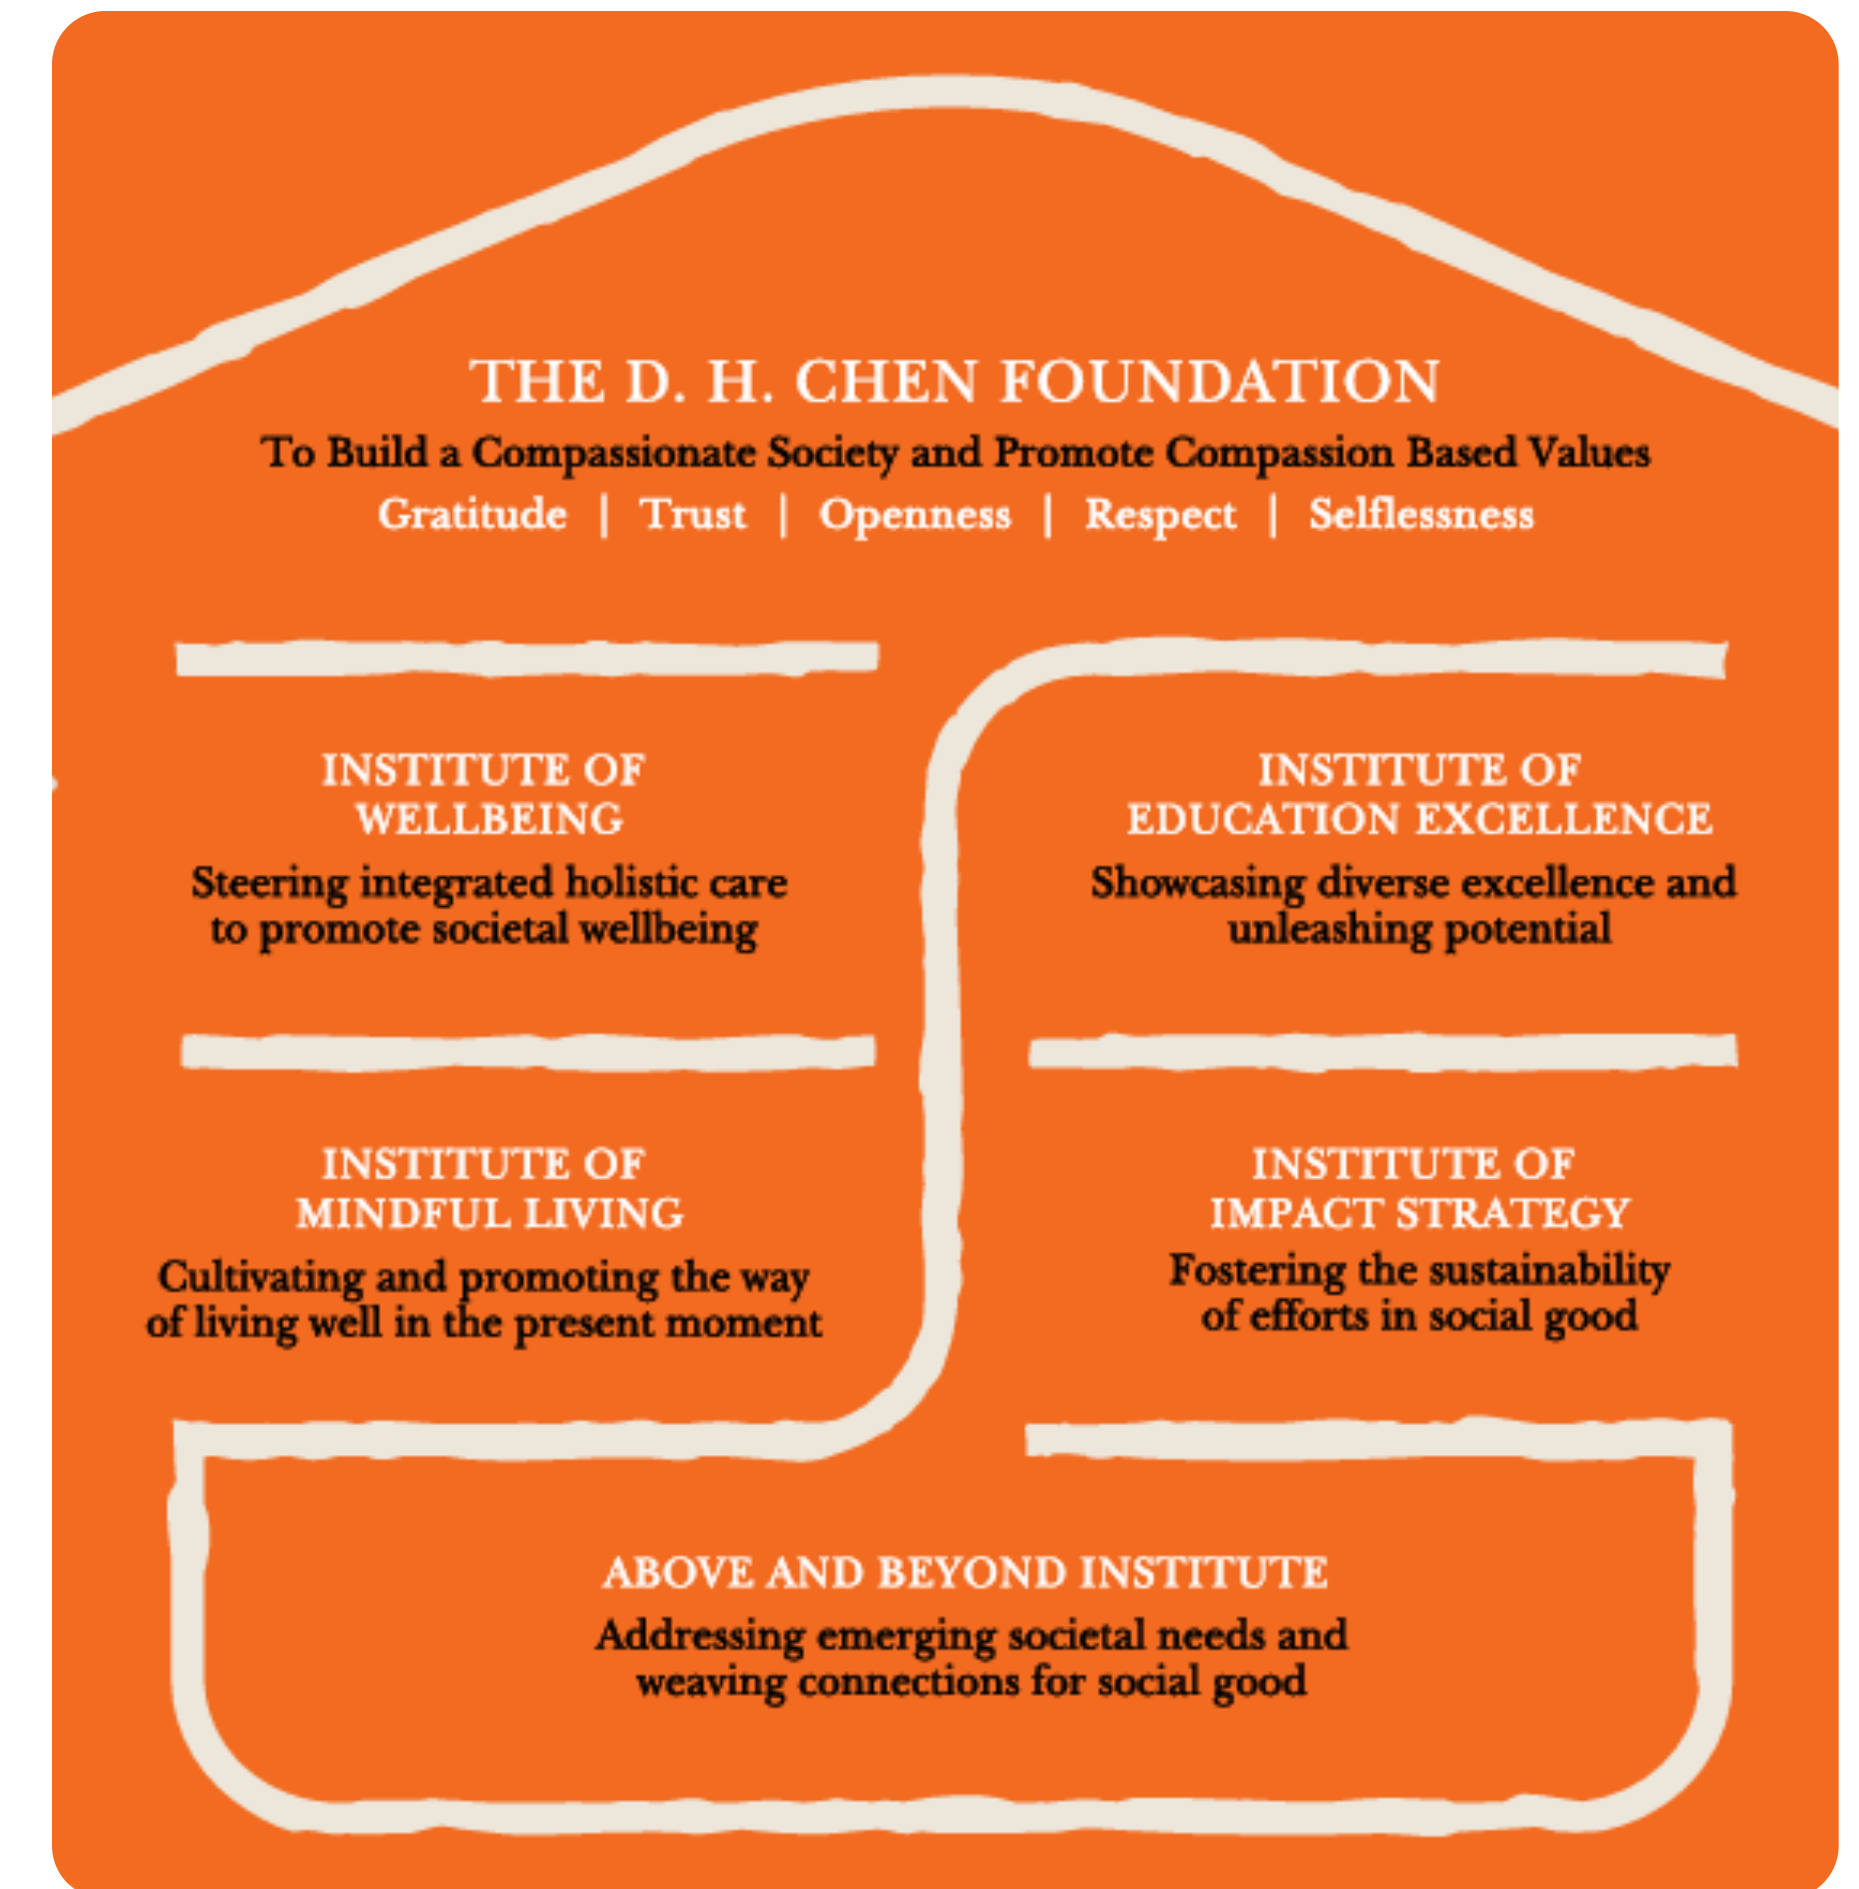 THE D. H. CHEN FOUNDATION
To Build a Compassionate Society and Promote Compassion Based Values
Gratitude | Trust | Openness | Respect | Selflessness
INSTITUTE OF
WELLBEING
Steering integrated holistic care
to promote societal wellbeing
INSTITUTE OF
EDUCATION EXCELLENCE
Showcasing diverse excellence and
unleashing potential
INSTITUTE OF
MINDFUL LIVING
Cultivating and promoting the way
of living well in the present moment
INSTITUTE OF
IMPACT STRATEGY
Fostering the sustainability
of efforts in social good
ABOVE AND BEYOND INSTITUTE
Addressing emerging societal needs and
weaving connections for social good